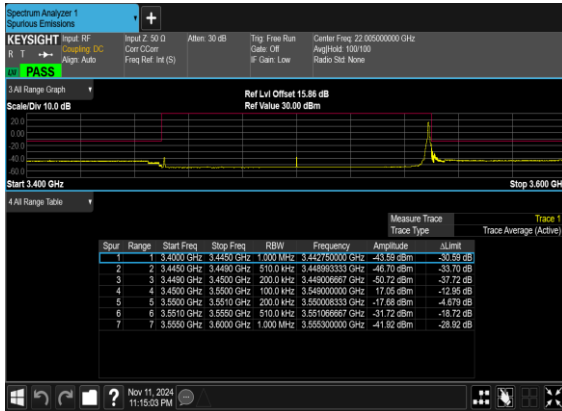 Spectrum Analyzer 1
Spurious Emissions
+
KEYSIGHT Input: RF Input Z: 50 Ω Atten: 30 dB Trig: Free Run Center Freq: 22.005000000 GHz
R T Coupling: DC Corr CCorr Gate: Off Avg|Hold: 100/100
Align: Auto Freq Ref: Int (S) IF Gain: Low Radio Std: None
PASS
3 All Range Graph
Ref Lvl Offset 15.86 dB
Scale/Div 10.0 dB Ref Value 30.00 dBm
20.0
0.00
-20.0
-40.0
Start 3.400 GHz Stop 3.600 GH
4 All Range Table
Measure Trace Trace 1
Trace Type Trace Average (Active)
Spur Range Start Freq Stop Freq RBW Frequency Amplitude ΔLimit
1 1 3.4000 GHz 3.4450 GHz 1.000 MHz 3.442750000 GHz -43.59 dBm -30.59 dB
2 2 3.4450 GHz 3.4490 GHz 510.0 kHz 3.448993333 GHz -46.70 dBm -33.70 dB
3 3 3.4490 GHz 3.4500 GHz 200.0 kHz 3.449006667 GHz -50.72 dBm -37.72 dB
4 4 3.4500 GHz 3.5500 GHz 100.0 kHz 3.549000000 GHz 17.05 dBm -12.95 dB
5 5 3.5500 GHz 3.5510 GHz 200.0 kHz 3.550008333 GHz -17.68 dBm -4.679 dB
6 6 3.5510 GHz 3.5550 GHz 510.0 kHz 3.551066667 GHz -31.72 dBm -18.72 dB
7 7 3.5550 GHz 3.6000 GHz 1.000 MHz 3.555300000 GHz -41.92 dBm -28.92 dB
? Nov 11, 2024
11:15:03 PM